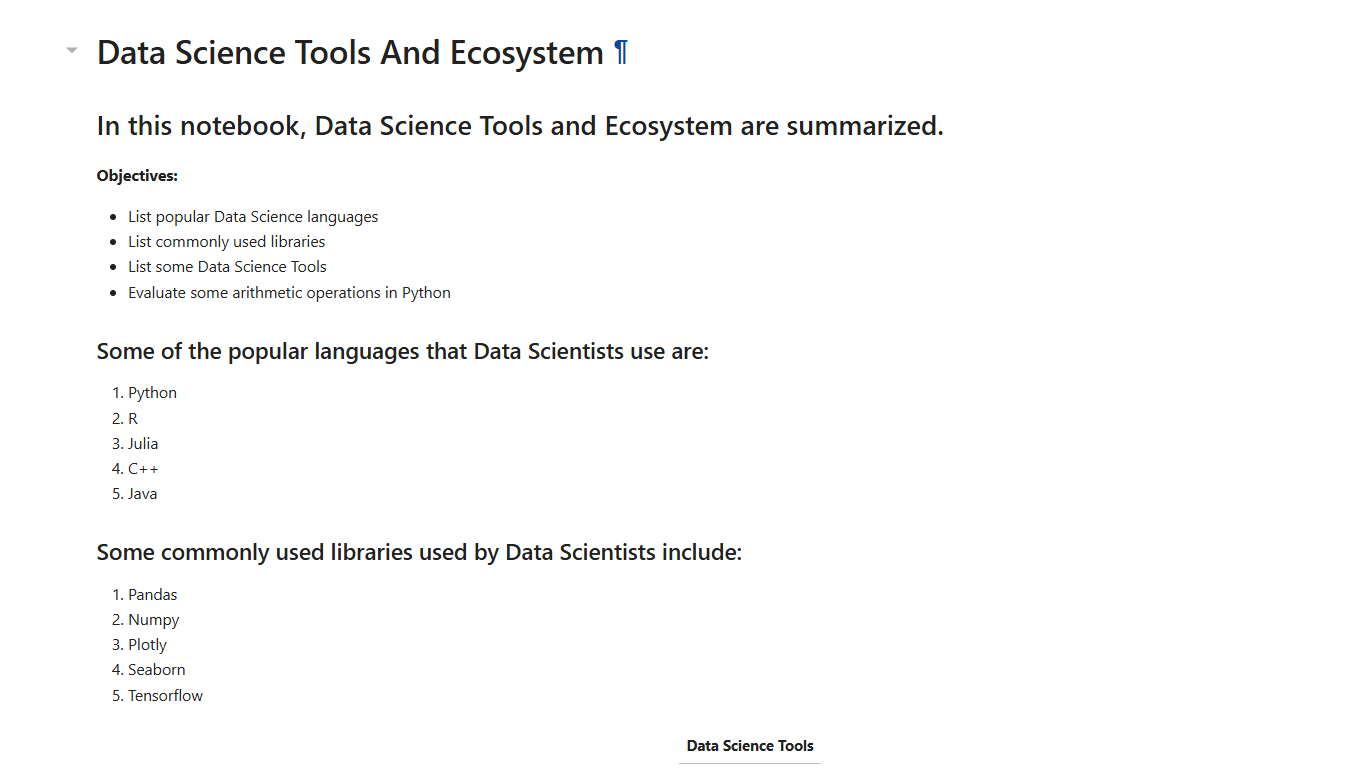 Data Science Tools And Ecosystem ¶
In this notebook, Data Science Tools and Ecosystem are summarized.
Objectives:
• List popular Data Science languages
• List commonly used libraries
• List some Data Science Tools
• Evaluate some arithmetic operations in Python
Some of the popular languages that Data Scientists use are:
1. Python
2. R
3. Julia
4. C++
5. Java
Some commonly used libraries used by Data Scientists include:
1. Pandas
2. Numpy
3. Plotly
4. Seaborn
5. Tensorflow
Data Science Tools